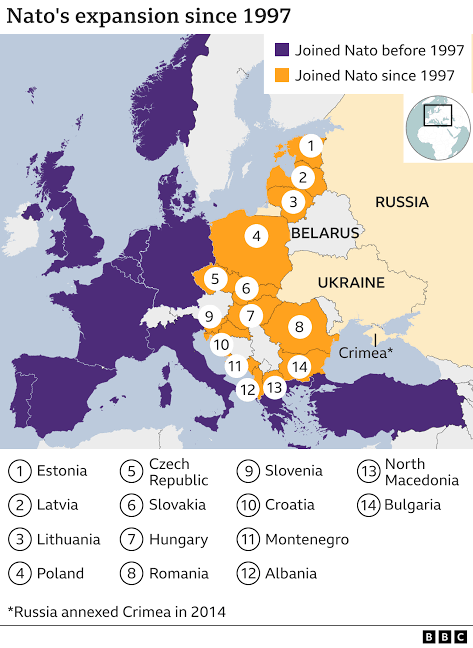 Nato's expansion since 1997
Joined Nato before 1997
Joined Nato since 1997
1
2
3
RUSSIA
4
BELARUS
5
6
UKRAINE
9
7
8
10
Crimea*
11
14
12
13
1 Estonia
2 Latvia
3 Lithuania
4 Poland
5 Czech
Republic
6 Slovakia
7 Hungary
8 Romania
9 Slovenia
10 Croatia
11 Montenegro
12 Albania
13 North
Macedonia
14 Bulgaria
*Russia annexed Crimea in 2014
BBC